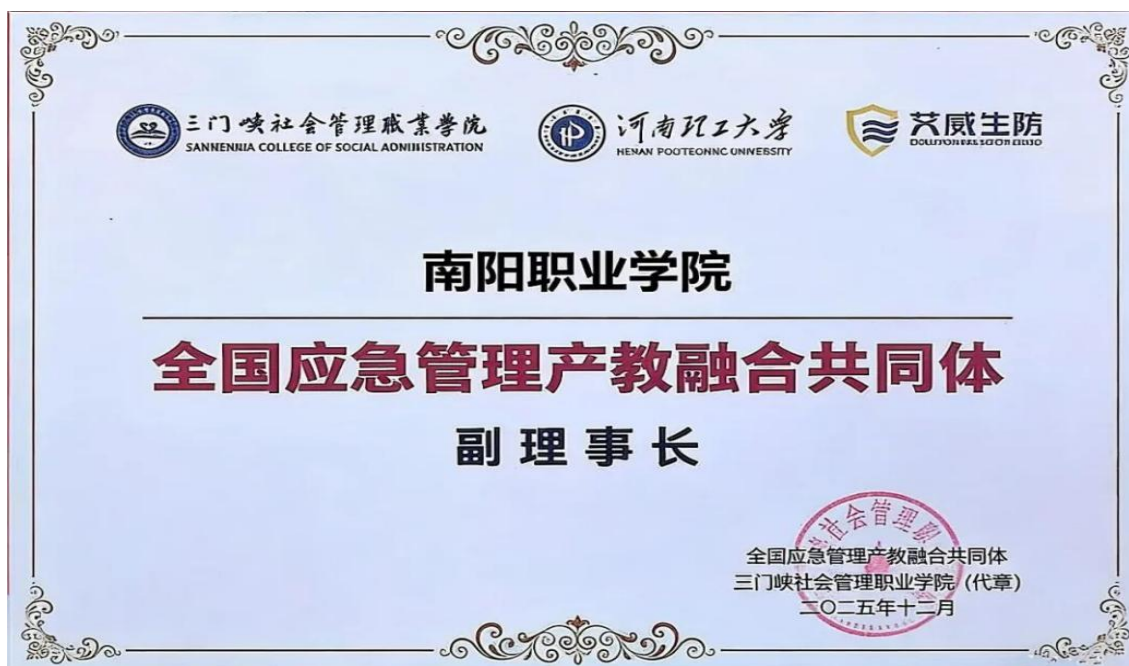 三门峡社会管理职业学院
SANNENNIA COLLEGE OF SOCIAL AONINISTRATION
河南理工大学
HENAN POUTEONNC UNIVERSITY
艾威生防
南阳职业学院
全国应急管理产教融合共同体
副理事长
全国应急管理产教融合共同体
三门峡社会管理职业学院（代章）
二〇二五年十二月